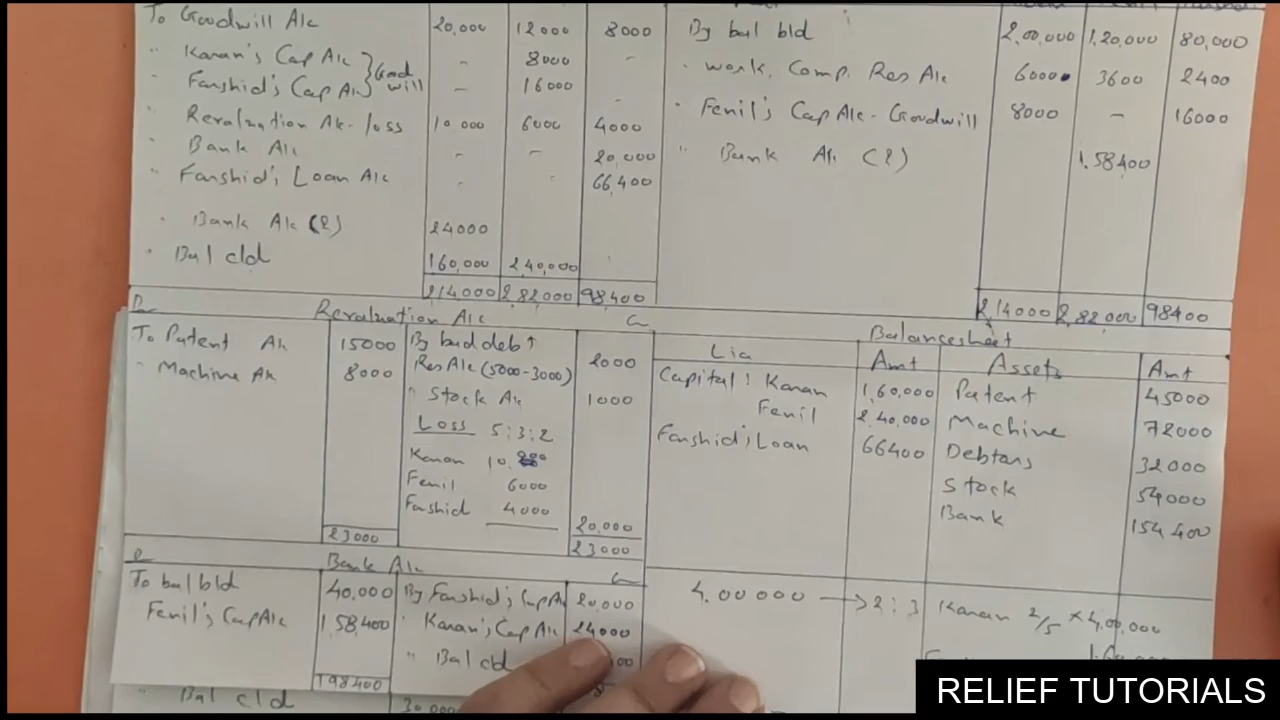 To Goodwill A/c 20,000 12000 8000 By bal b/d 2,00,000 1,20,000 80,000
" Karan's Cap A/c } Good - 8000 -
" Farshid's Cap A/c } will - 16000 -
" work. Comp. Res A/c 6000 3600 2400
" Revaluation A/c - loss 10 000 6000 4000 " Fenil's Cap A/c - Goodwill 8000 - 16000
" Bank A/c - - 20,000 " Bank A/c (2) 1,58,400
" Farshid's Loan A/c - - 66,400
" Bank A/c (2) 24000
" Bal c/d 160,000 2,40,000
214000 2,82000 98,400 2,14000 2,82,000 98400
Revaluation A/c
To Patent A/c 15000 By bad debt
" Machine A/c 8000 Res A/c (5000-3000) 2000
" Stock A/c 1000
Loss 5:3:2
Karan
Fenil 6000
Farshid 4000
20,000
23000 23000
Balancesheet
Lia Amt Assets Amt
Capital: Karan 1,60,000 Patent 45000
Fenil 2,40,000 Machine 72000
Farshid's Loan 66400 Debtors 32000
Stock 54000
Bank 154 400
Bank A/c
To bal b/d 40,000 By Farshid's Cap A/c 20,000
Fenil's Cap A/c 1,58,400 " Karan's Cap A/c 24000
" Bal c/d
198400
4,00 000 → 2:3 Karan 2/5 × 4,00,000
" Bal c/d 30,000
RELIEF TUTORIALS